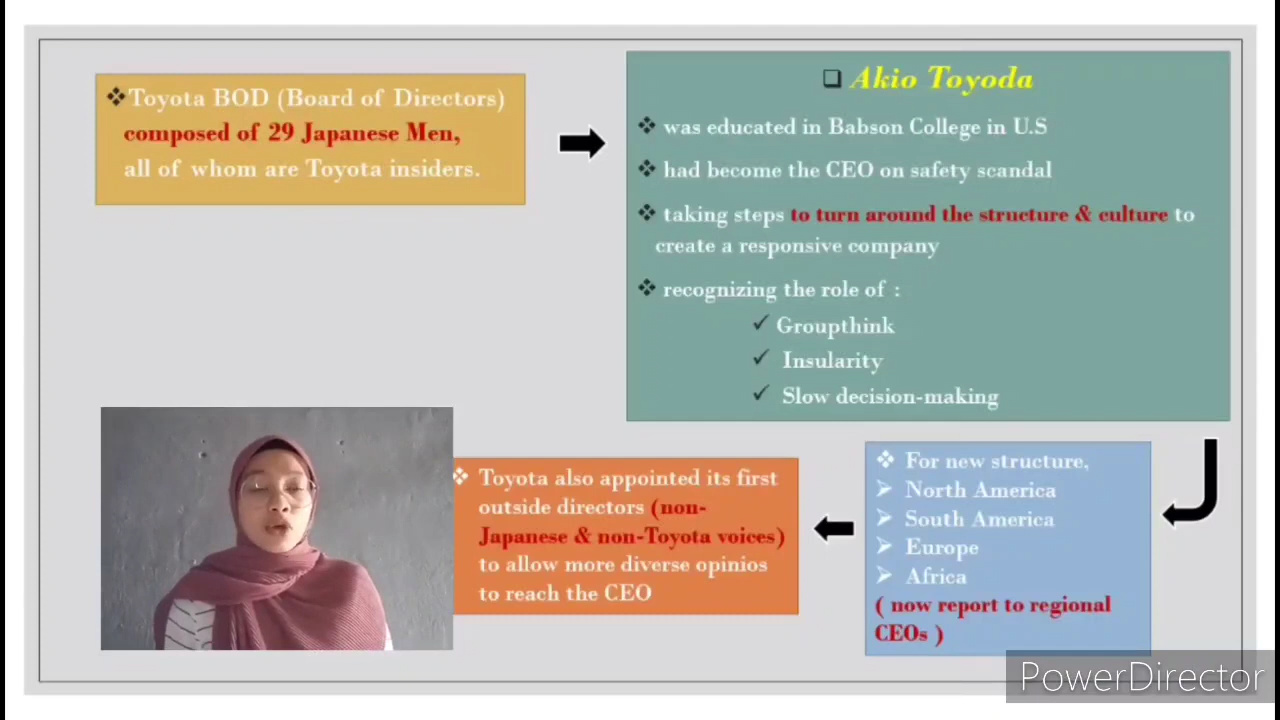 ❖Toyota BOD (Board of Directors)
composed of 29 Japanese Men,
all of whom are Toyota insiders.
❑ Akio Toyoda
❖ was educated in Babson College in U.S
❖ had become the CEO on safety scandal
❖ taking steps to turn around the structure & culture to
create a responsive company
❖ recognizing the role of :
✓ Groupthink
✓ Insularity
✓ Slow decision-making
❖ For new structure,
➢ North America
➢ South America
➢ Europe
➢ Africa
( now report to regional
CEOs )
❖ Toyota also appointed its first
outside directors (non-
Japanese & non-Toyota voices)
to allow more diverse opinios
to reach the CEO
PowerDirector